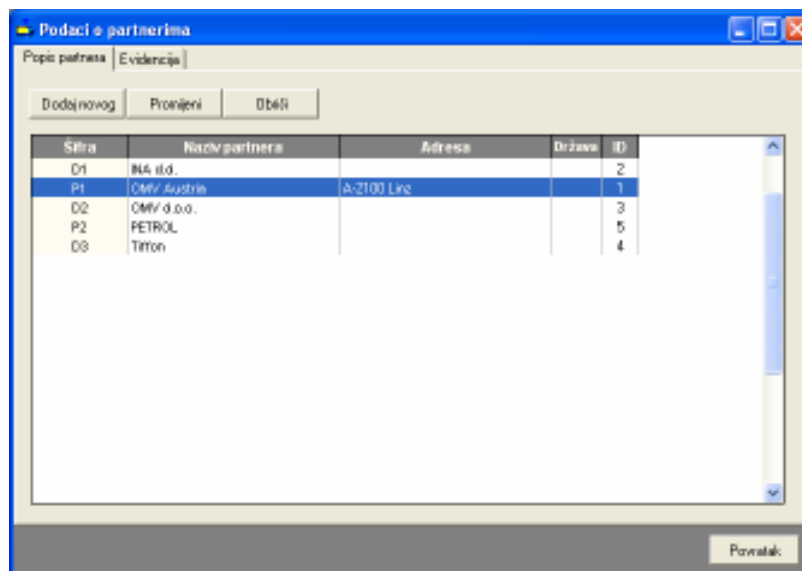 Podaci o partnerima
Popis partnera Evidencija
Dodaj novog Promijeni Obriši
Šifra Naziv partnera Adresa Država ID
D1 INA d.d. 2
P1 OMV Austria A-2100 Linz 1
D2 OMV d.o.o. 3
P2 PETROL 5
D3 Tiffon 4
Povratak